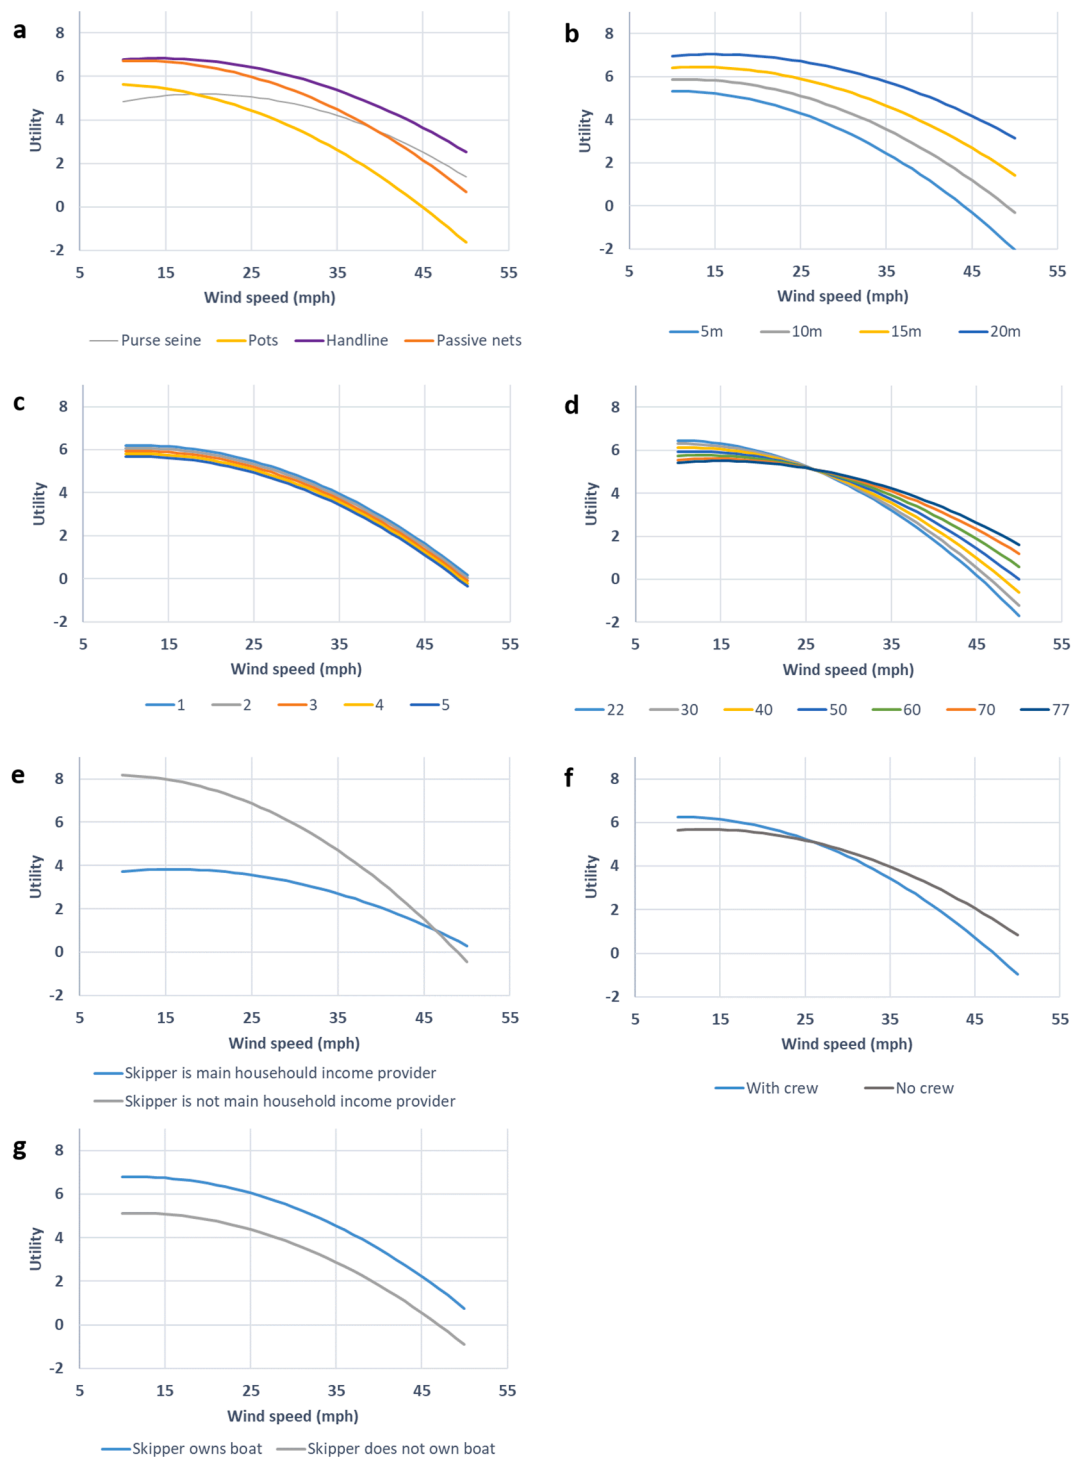 a
8
6
4
2
0
-2
Utility
5 15 25 35 45 55
Wind speed (mph)
Purse seine Pots Handline Passive nets
b
8
6
4
2
0
-2
Utility
5 15 25 35 45 55
Wind speed (mph)
5m 10m 15m 20m
c
8
6
4
2
0
-2
Utility
5 15 25 35 45 55
Wind speed (mph)
1 2 3 4 5
d
8
6
4
2
0
-2
Utility
5 15 25 35 45 55
Wind speed (mph)
22 30 40 50 60 70 77
e
8
6
4
2
0
-2
Utility
5 15 25 35 45 55
Wind speed (mph)
Skipper is main househould income provider
Skipper is not main household income provider
f
8
6
4
2
0
-2
Utility
5 15 25 35 45 55
Wind speed (mph)
With crew No crew
g
8
6
4
2
0
-2
Utility
5 15 25 35 45 55
Wind speed (mph)
Skipper owns boat Skipper does not own boat